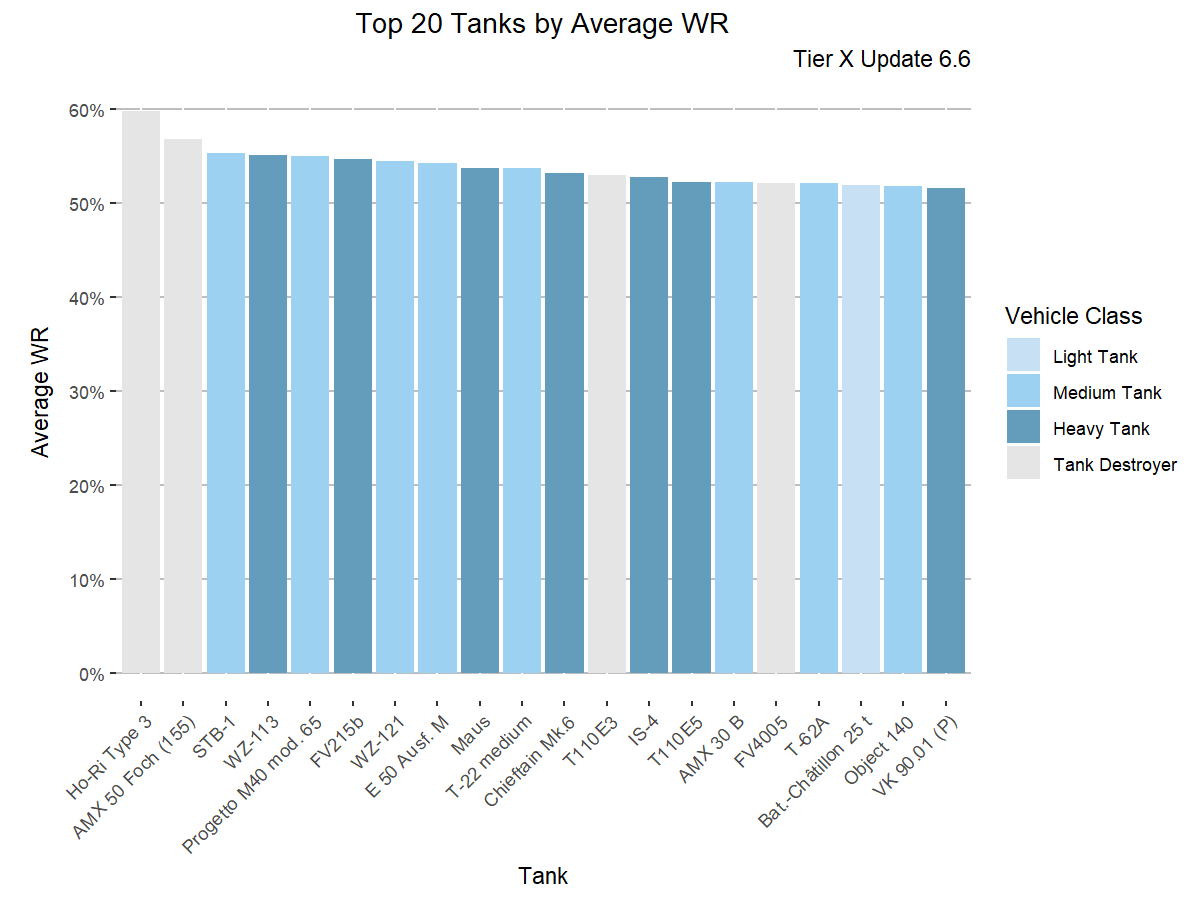 Top 20 Tanks by Average WR
Tier X Update 6.6
60%
50%
40%
30%
20%
10%
0%
Average WR
Ho-Ri Type 3
AMX 50 Foch (155)
STB-1
WZ-113
Progetto M40 mod. 65
FV215b
WZ-121
E 50 Ausf. M
Maus
T-22 medium
Chieftain Mk.6
T110E3
IS-4
T110E5
AMX 30 B
FV4005
T-62A
Bat.-Châtillon 25 t
Object 140
VK 90.01 (P)
Tank
Vehicle Class
Light Tank
Medium Tank
Heavy Tank
Tank Destroyer